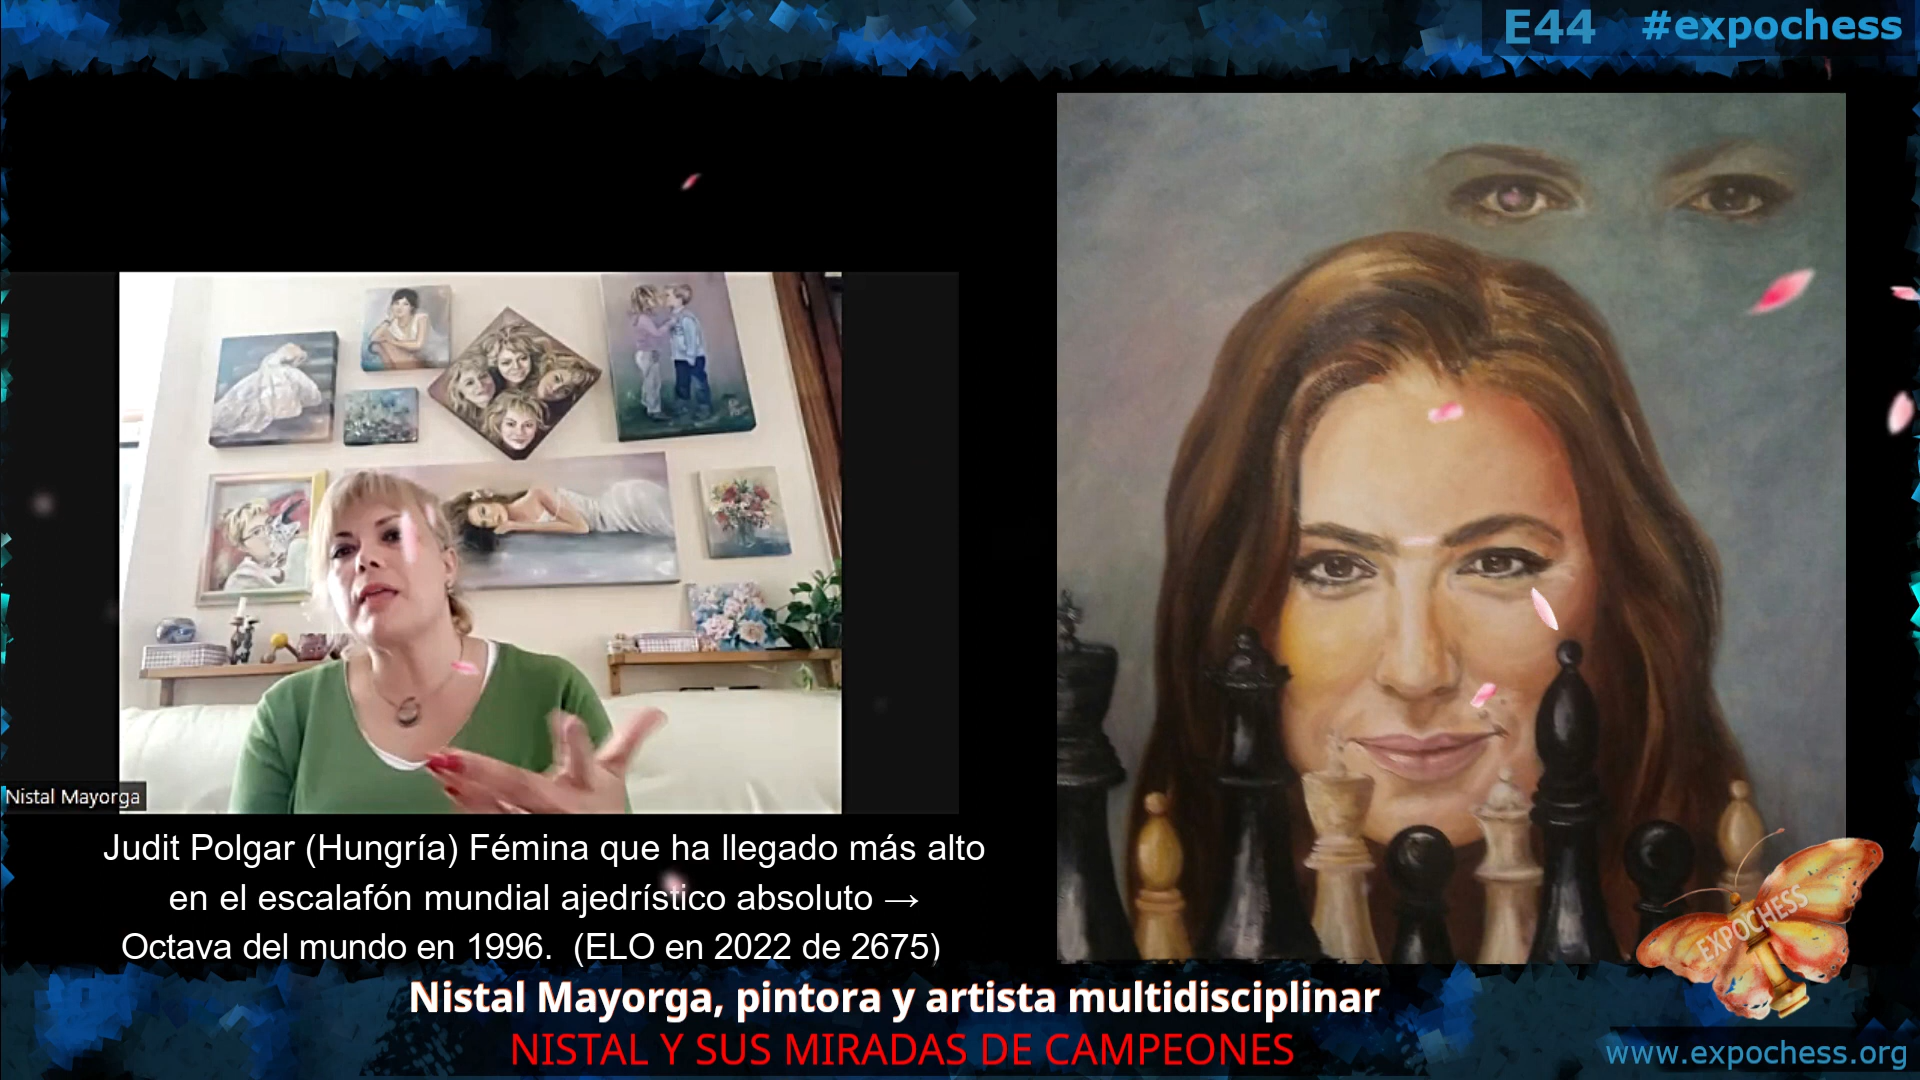 E44 #expochess
Nistal Mayorga
Judit Polgar (Hungría) Fémina que ha llegado más alto
en el escalafón mundial ajedrístico absoluto →
Octava del mundo en 1996. (ELO en 2022 de 2675)
EXPOCHESS
Nistal Mayorga, pintora y artista multidisciplinar
NISTAL Y SUS MIRADAS DE CAMPEONES
www.expochess.org